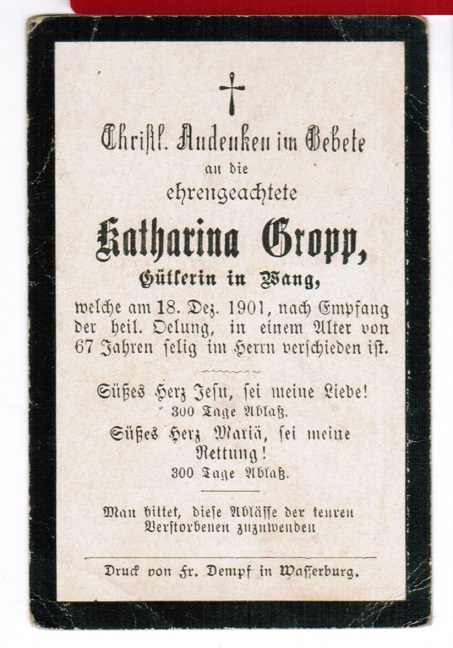 Christl. Andenken im Gebete
an die
ehrengeachtete
Katharina Gropp,
Gütlerin in Wang,
welche am 18. Dez. 1901, nach Empfang
der heil. Oelung, in einem Alter von
67 Jahren selig im Herrn verschieden ist.
Süßes Herz Jesu, sei meine Liebe!
300 Tage Ablaß.
Süßes Herz Mariä, sei meine
Rettung!
300 Tage Ablaß.
Man bittet, diese Ablässe der teuren
Verstorbenen zuzuwenden
Druck von Fr. Dempf in Wasserburg.